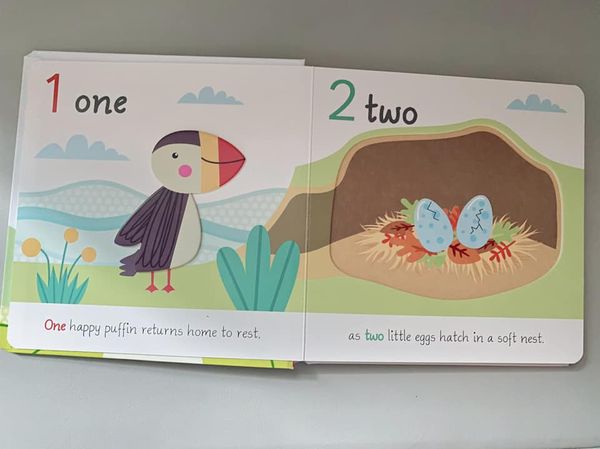 1 one
One happy puffin returns home to rest,
2 two
as two little eggs hatch in a soft nest.